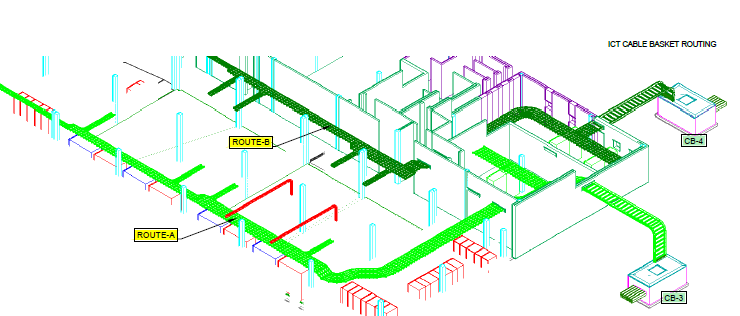 ICT CABLE BASKET ROUTING
ROUTE-B
CB-4
ROUTE-A
CB-3